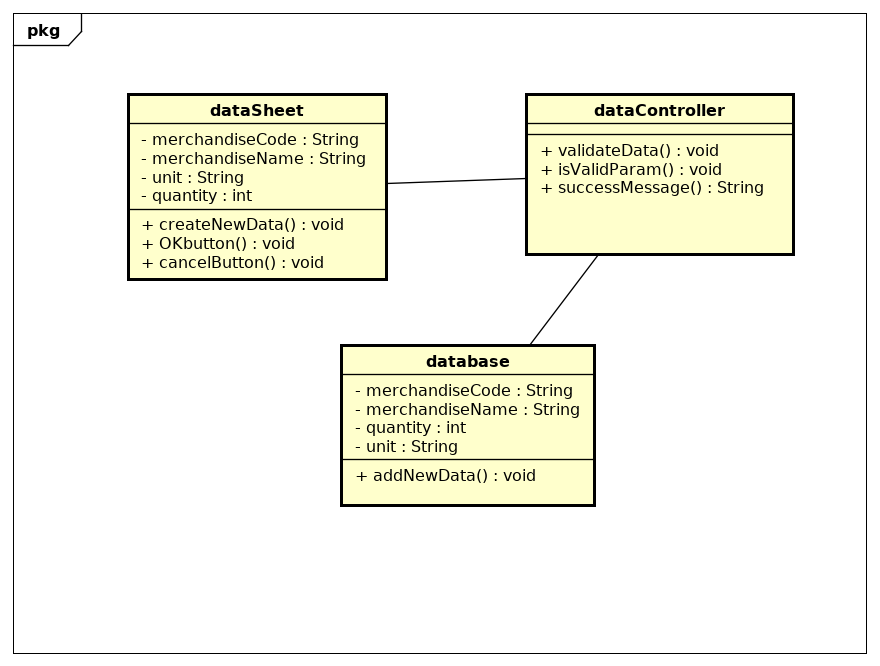 pkg
dataSheet
- merchandiseCode : String
- merchandiseName : String
- unit : String
- quantity : int
+ createNewData() : void
+ OKbutton() : void
+ cancelButton() : void
dataController
+ validateData() : void
+ isValidParam() : void
+ successMessage() : String
database
- merchandiseCode : String
- merchandiseName : String
- quantity : int
- unit : String
+ addNewData() : void